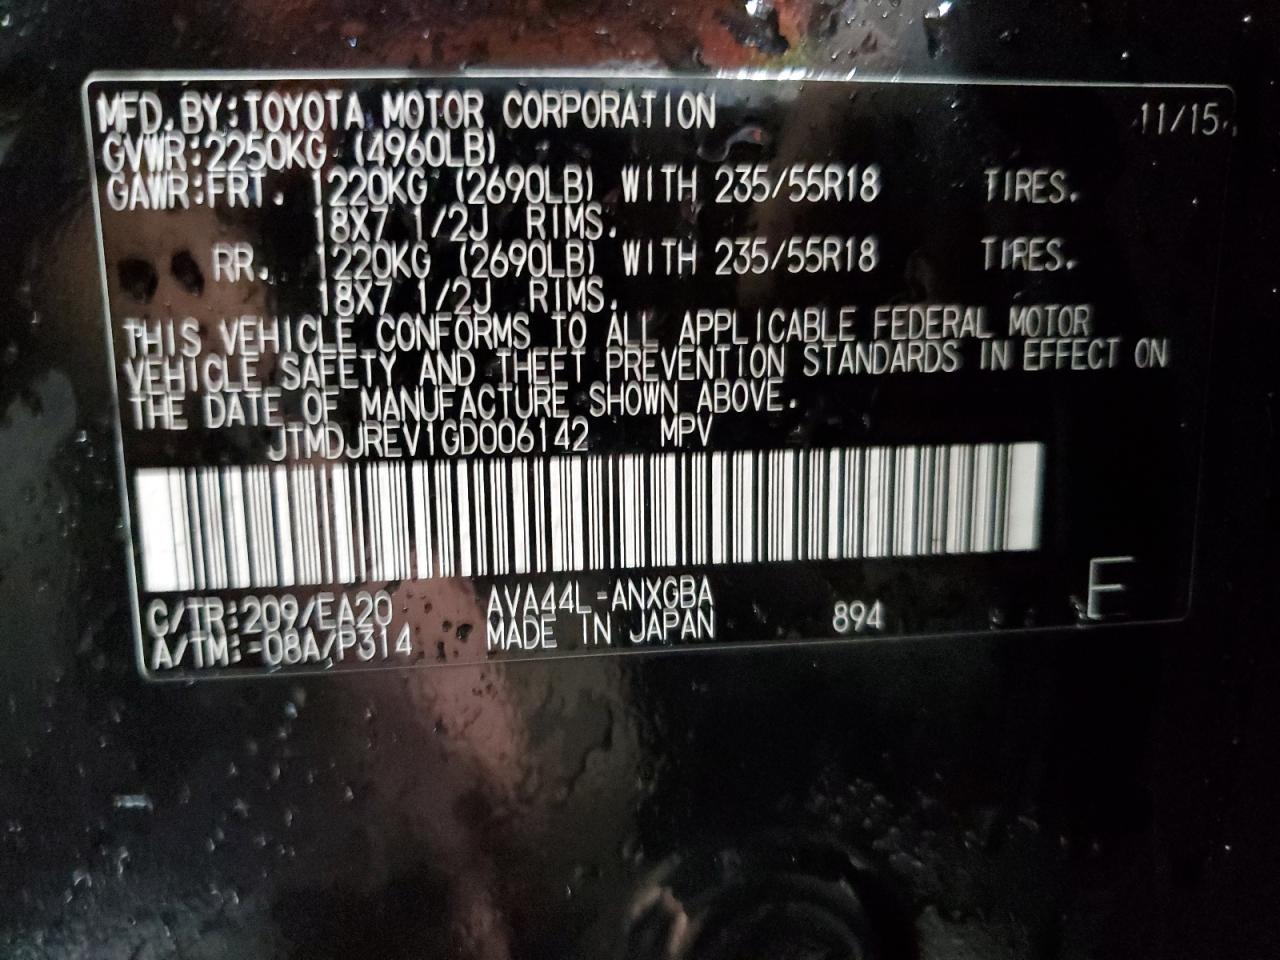 MFD. BY: TOYOTA MOTOR CORPORATION 11/15
GVWR: 2250KG (4960LB)
GAWR: FRT. 1220KG (2690LB) WITH 235/55R18 TIRES.
18X7 1/2J RIMS.
RR. 1220KG (2690LB) WITH 235/55R18 TIRES.
18X7 1/2J RIMS.
THIS VEHICLE CONFORMS TO ALL APPLICABLE FEDERAL MOTOR
VEHICLE SAFETY AND THEFT PREVENTION STANDARDS IN EFFECT ON
THE DATE OF MANUFACTURE SHOWN ABOVE.
JTMDJREV1GD006142 MPV
C/TR: 209/EA20 AVA44L-ANXGBA
A/TM: -08A/P314 MADE IN JAPAN 894 E